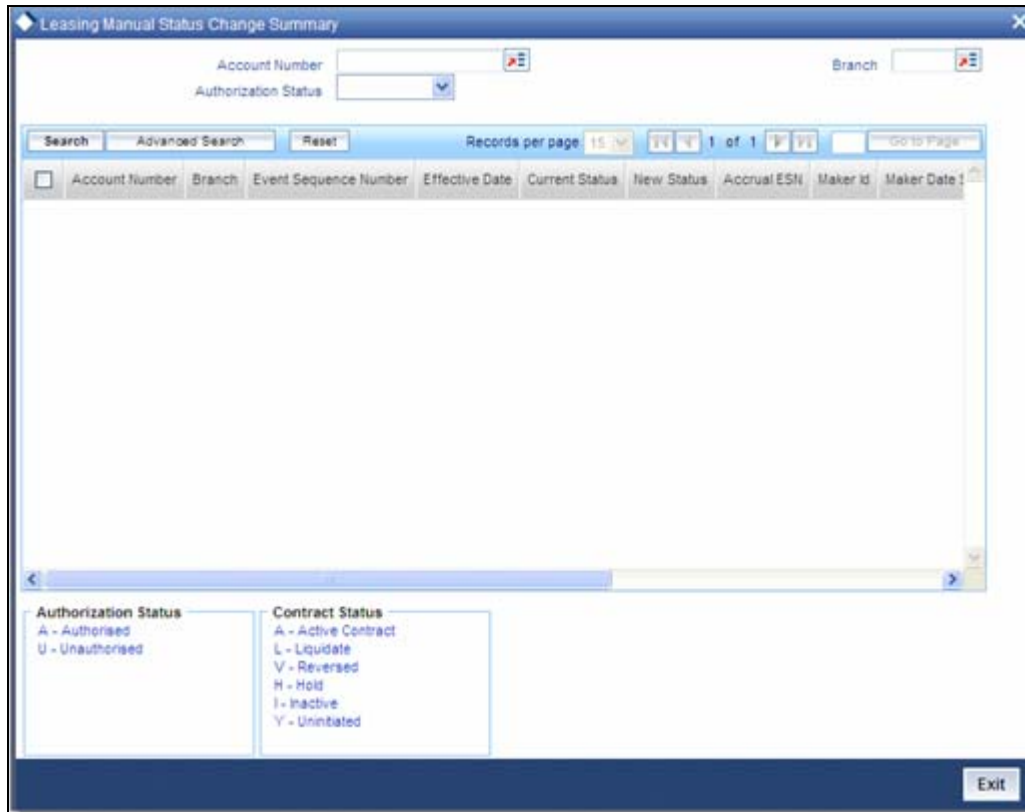 Leasing Manual Status Change Summary
Account Number
Branch
Authorization Status
Search Advanced Search Reset Records per page 15 1 of 1 Go to Page
Account Number Branch Event Sequence Number Effective Date Current Status New Status Accrual ESN Maker Id Maker Date
Authorization Status
A - Authorised
U - Unauthorised
Contract Status
A - Active Contract
L - Liquidate
V - Reversed
H - Hold
I - Inactive
Y - Uninitiated
Exit